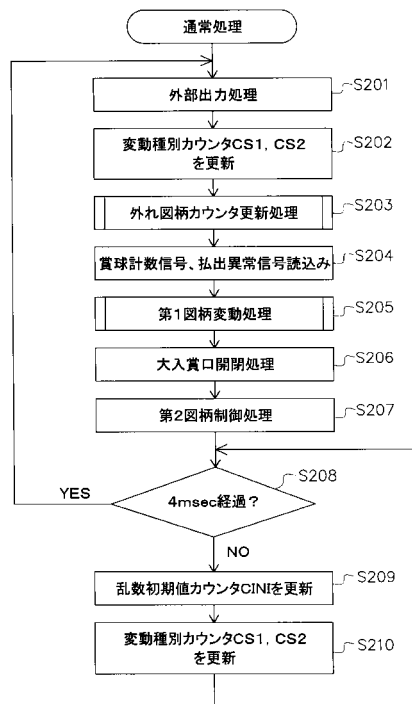 通常処理
外部出力処理
S201
変動種別カウンタCS1, CS2
を更新
S202
外れ図柄カウンタ更新処理
S203
賞球計数信号、払出異常信号読込み
S204
第1図柄変動処理
S205
大入賞口開閉処理
S206
第2図柄制御処理
S207
4msec経過?
S208
YES
NO
乱数初期値カウンタCINIを更新
S209
変動種別カウンタCS1, CS2
を更新
S210